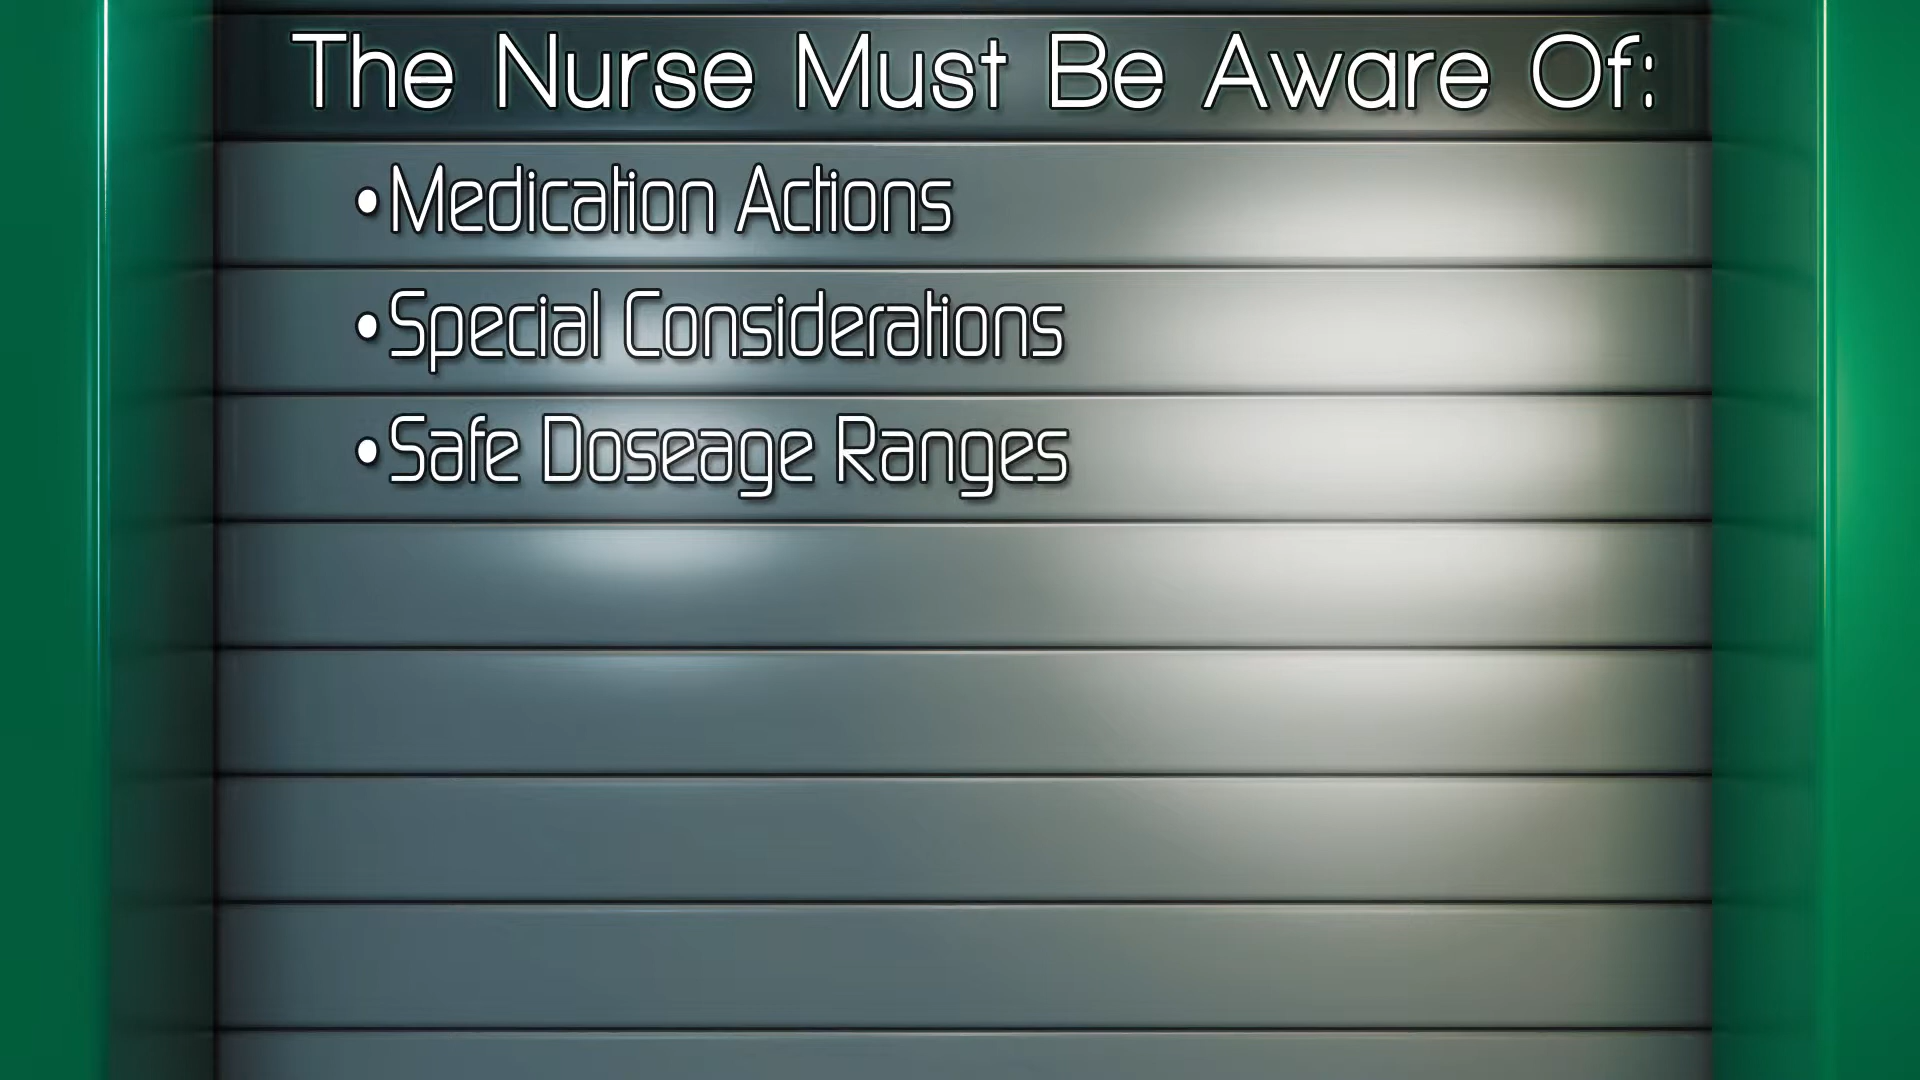 The Nurse Must Be Aware Of:
•Medication Actions
•Special Considerations
•Safe Doseage Ranges